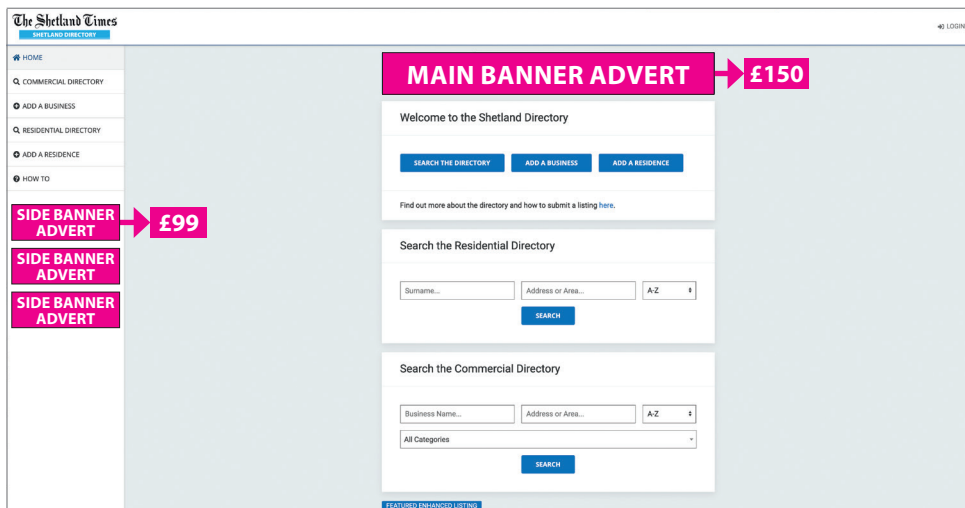 The Shetland Times
SHETLAND DIRECTORY
LOGIN
HOME
COMMERCIAL DIRECTORY
ADD A BUSINESS
RESIDENTIAL DIRECTORY
ADD A RESIDENCE
HOW TO
SIDE BANNER
ADVERT
£99
SIDE BANNER
ADVERT
SIDE BANNER
ADVERT
MAIN BANNER ADVERT
£150
Welcome to the Shetland Directory
SEARCH THE DIRECTORY ADD A BUSINESS ADD A RESIDENCE
Find out more about the directory and how to submit a listing here.
Search the Residential Directory
Surname... Address or Area... A-Z
SEARCH
Search the Commercial Directory
Business Name... Address or Area... A-Z
All Categories
SEARCH
FEATURED ENHANCED LISTING